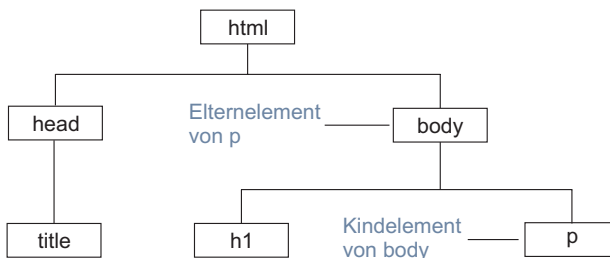 html
head
Elternelement
von p
body
title
h1
Kindelement
von body
p